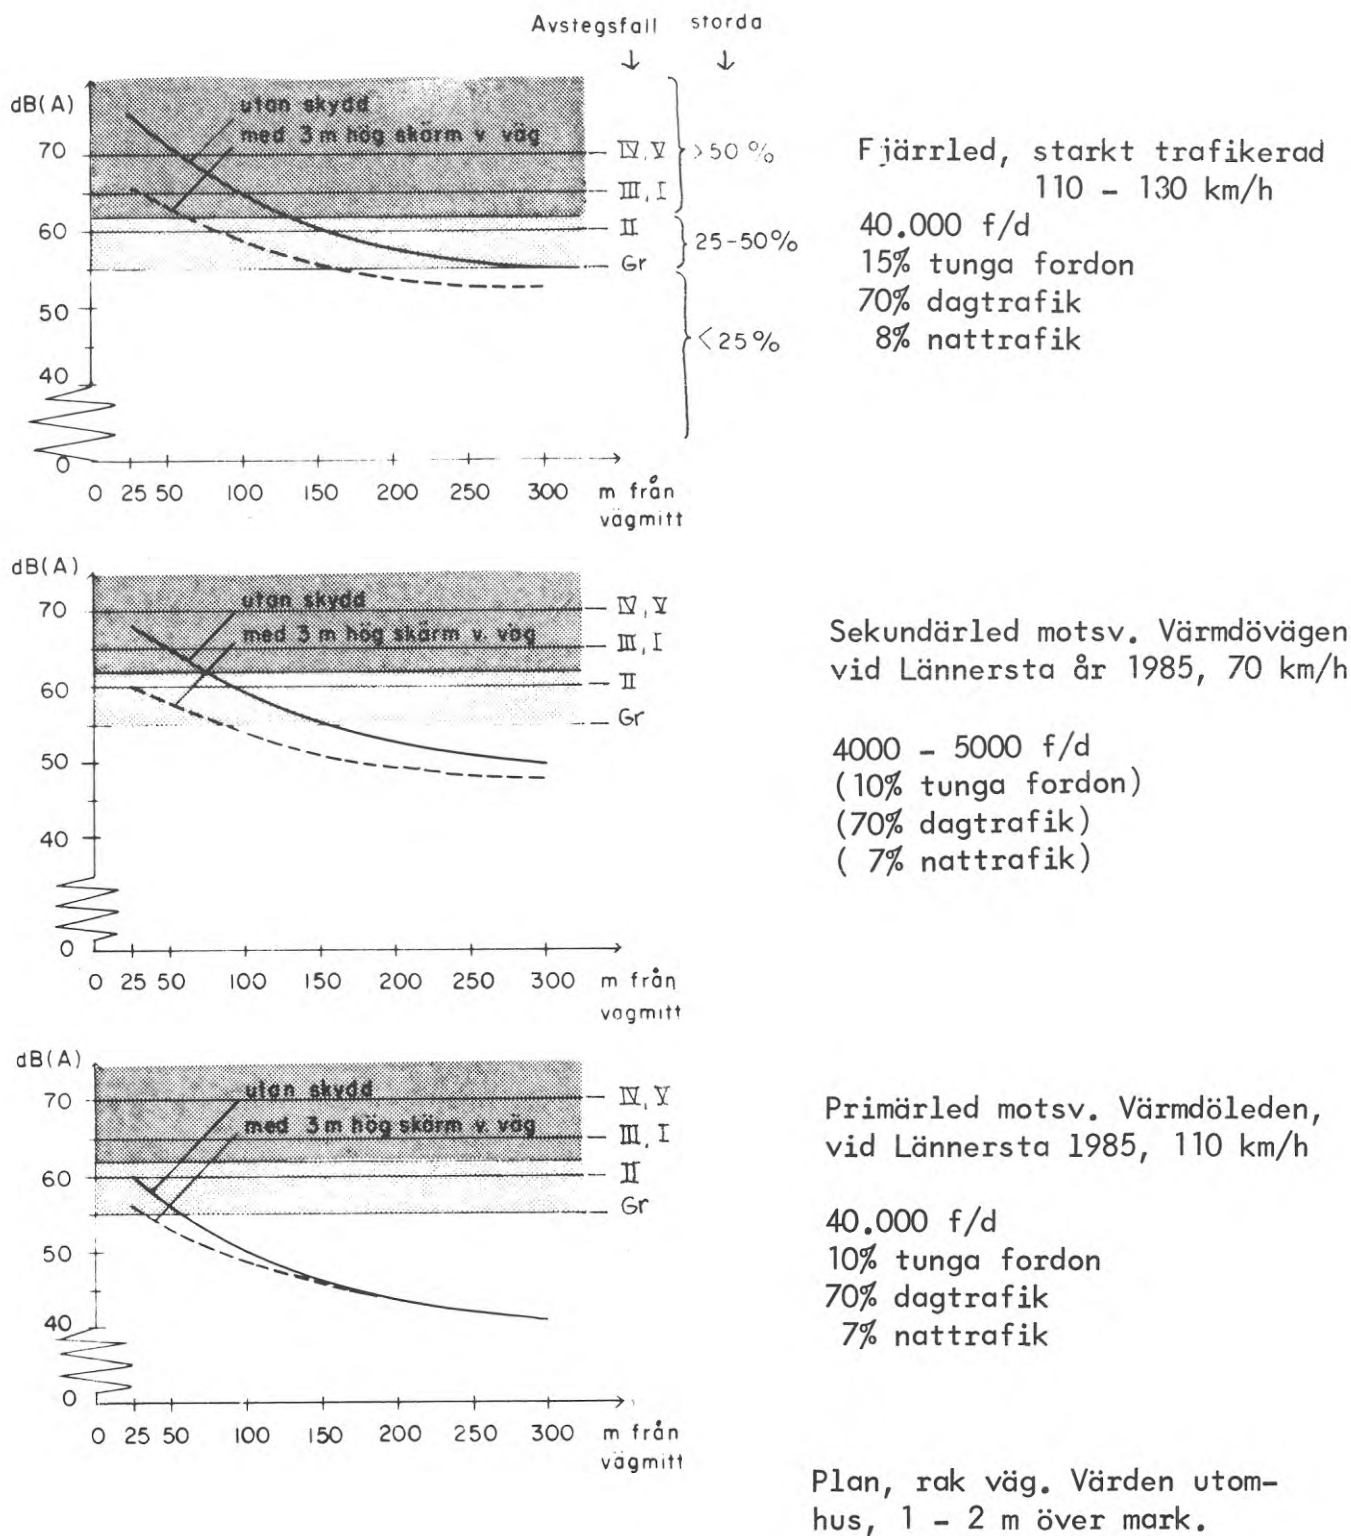 Avstegsfall storda
↓ ↓
dB(A)
utan skydd
med 3 m hög skärm v. väg
70
60
50
40
0
IV, V
III, I
II
Gr
>50 %
25-50%
<25%
0 25 50 100 150 200 250 300 m från
vägmitt
Fjärrled, starkt trafikerad
110 - 130 km/h
40.000 f/d
15% tunga fordon
70% dagtrafik
8% nattrafik
dB(A)
utan skydd
med 3 m hög skärm v. väg
70
60
50
40
0
IV, V
III, I
II
Gr
0 25 50 100 150 200 250 300 m från
vagmitt
Sekundärled motsv. Värmdövägen
vid Lännersta år 1985, 70 km/h
4000 - 5000 f/d
(10% tunga fordon)
(70% dagtrafik)
( 7% nattrafik)
dB(A)
utan skydd
med 3 m hög skärm v. väg
70
60
50
40
0
IV, V
III, I
II
Gr
0 25 50 100 150 200 250 300 m från
vägmitt
Primärled motsv. Värmdöleden,
vid Lännersta 1985, 110 km/h
40.000 f/d
10% tunga fordon
70% dagtrafik
7% nattrafik
Plan, rak väg. Värden utom-
hus, 1 - 2 m över mark.